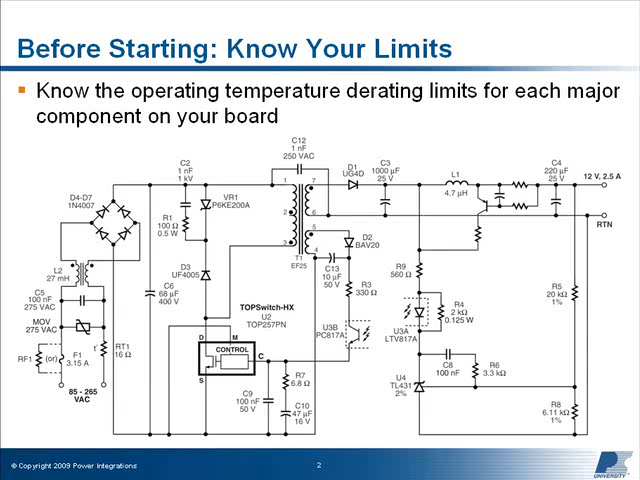 Before Starting: Know Your Limits
Know the operating temperature derating limits for each major
component on your board
C12
1 nF
250 VAC
C2
1 nF
1 kV
D1
UG4D
C3
1000 µF
25 V
L1
4.7 µH
C4
220 µF
25 V
12 V, 2.5 A
RTN
D4-D7
1N4007
VR1
P6KE200A
R1
100 Ω
0.5 W
1
2
3
7
6
5
4
T1
EF25
D2
BAV20
D3
UF4005
C13
10 µF
50 V
R3
330 Ω
R9
560 Ω
L2
27 mH
C5
100 nF
275 VAC
C6
68 µF
400 V
R5
20 kΩ
1%
TOPSwitch-HX
U2
TOP257PN
R4
2 kΩ
0.125 W
MOV
275 VAC
U3B
PC817A
U3A
LTV817A
RF1
(or)
F1
3.15 A
t°
RT1
16 Ω
D
M
CONTROL
C
S
C8
100 nF
R6
3.3 kΩ
R7
6.8 Ω
U4
TL431
2%
85 - 265
VAC
C9
100 nF
50 V
C10
47 µF
16 V
R8
6.11 kΩ
1%
© Copyright 2009 Power Integrations
2
UNIVERSITY